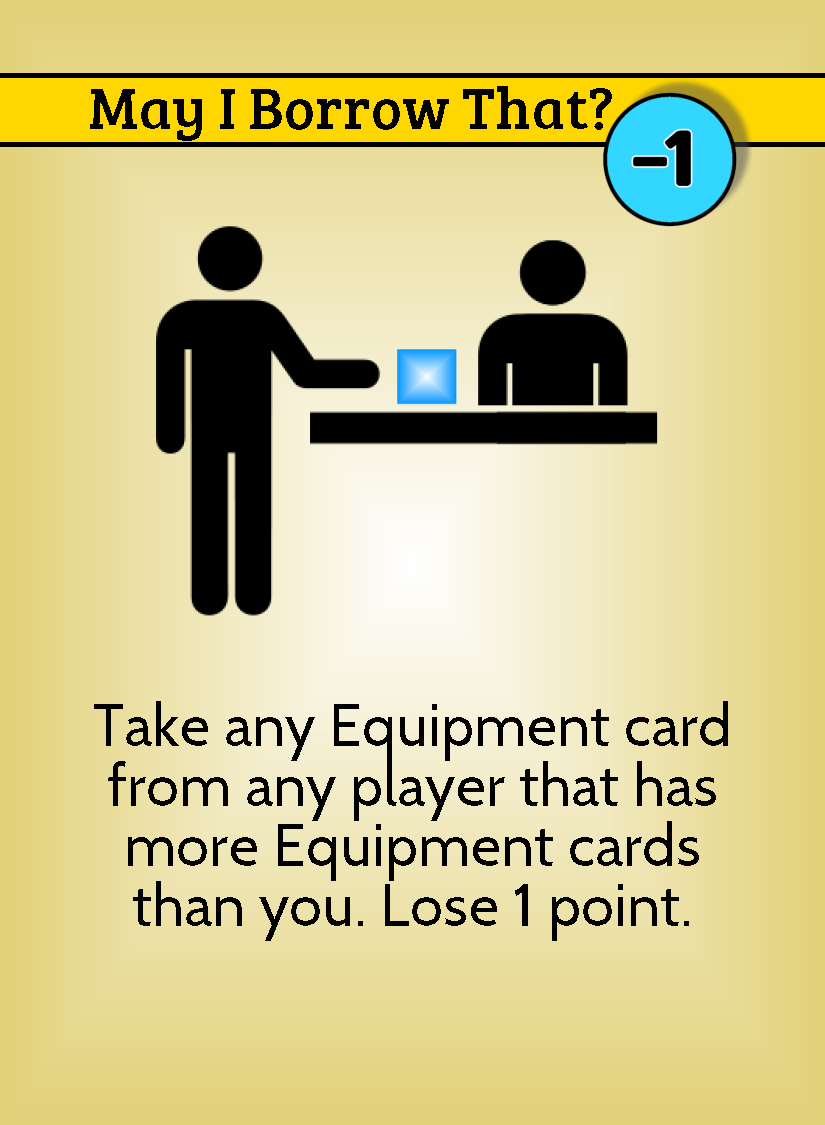 May I Borrow That?
–1
Take any Equipment card
from any player that has
more Equipment cards
than you. Lose 1 point.